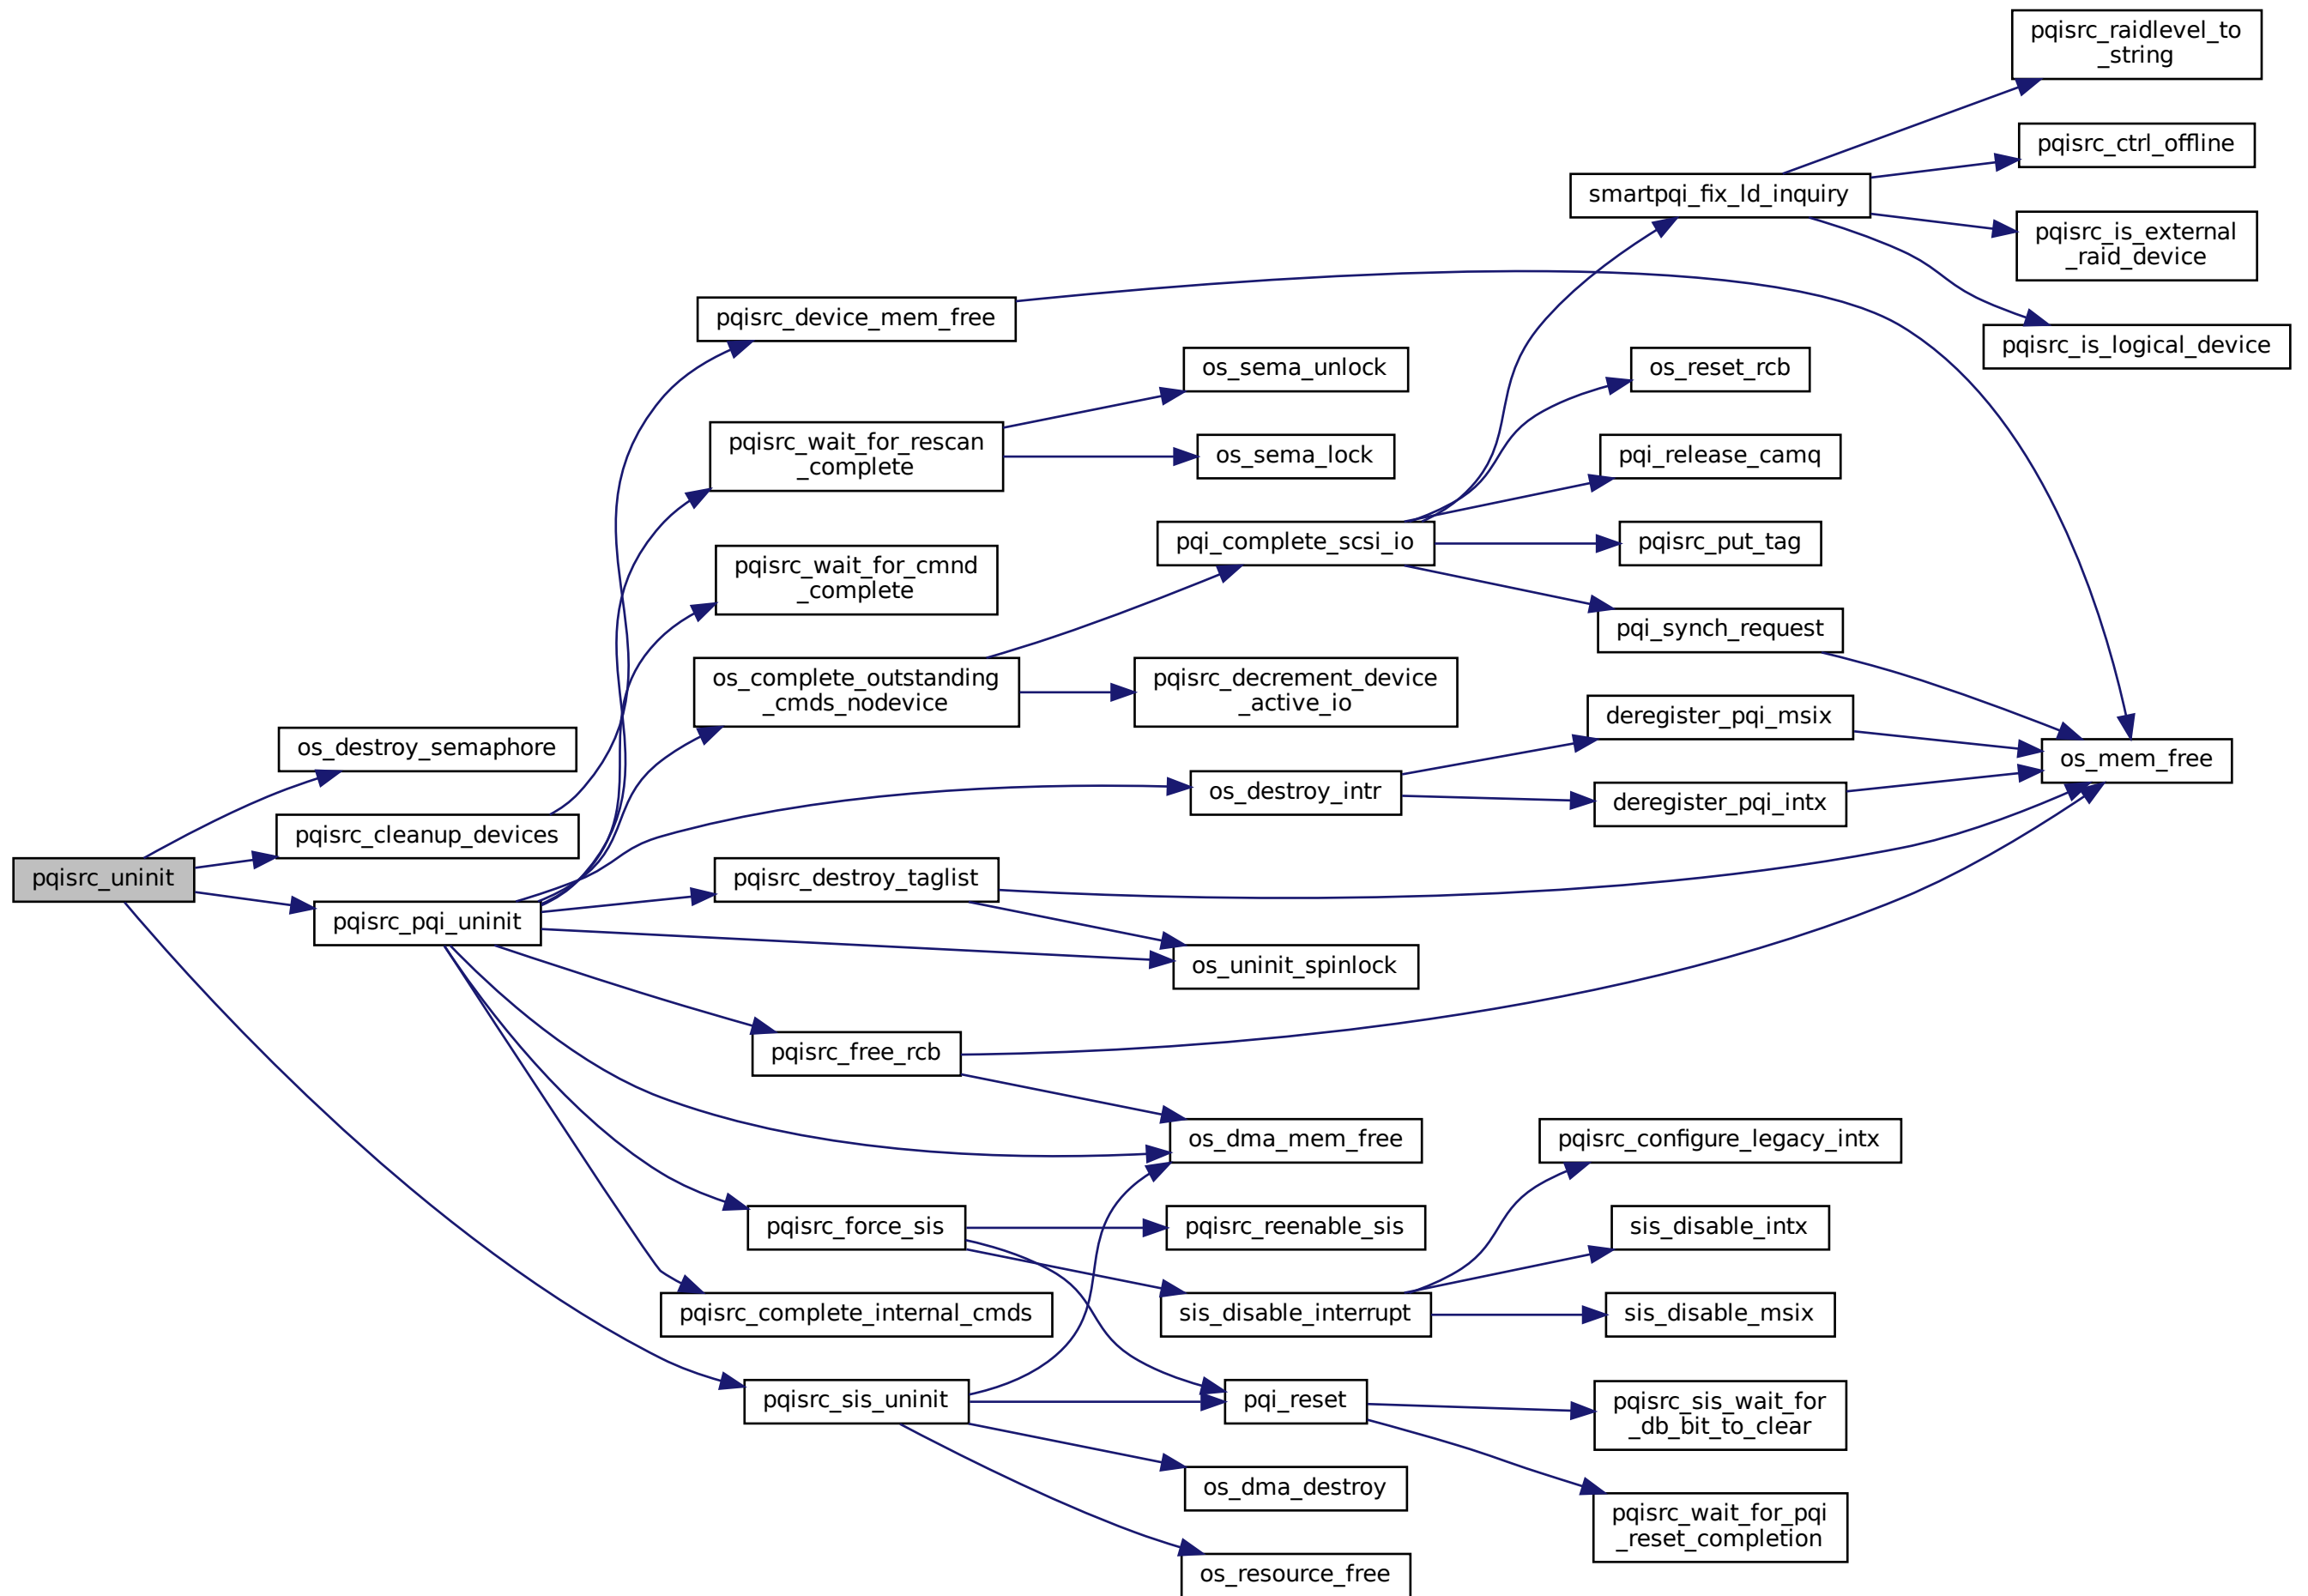 pqisrc_raidlevel_to
_string
pqisrc_ctrl_offline
smartpqi_fix_ld_inquiry
pqisrc_is_external
_raid_device
pqisrc_device_mem_free
pqisrc_is_logical_device
os_sema_unlock
os_reset_rcb
pqisrc_wait_for_rescan
_complete
os_sema_lock
pqi_release_camq
pqi_complete_scsi_io
pqisrc_put_tag
pqisrc_wait_for_cmnd
_complete
pqi_synch_request
os_complete_outstanding
_cmds_nodevice
pqisrc_decrement_device
_active_io
deregister_pqi_msix
os_destroy_semaphore
os_mem_free
os_destroy_intr
deregister_pqi_intx
pqisrc_cleanup_devices
pqisrc_uninit
pqisrc_destroy_taglist
pqisrc_pqi_uninit
os_uninit_spinlock
pqisrc_free_rcb
os_dma_mem_free
pqisrc_configure_legacy_intx
pqisrc_force_sis
pqisrc_reenable_sis
sis_disable_intx
pqisrc_complete_internal_cmds
sis_disable_interrupt
sis_disable_msix
pqisrc_sis_uninit
pqi_reset
pqisrc_sis_wait_for
_db_bit_to_clear
os_dma_destroy
pqisrc_wait_for_pqi
_reset_completion
os_resource_free